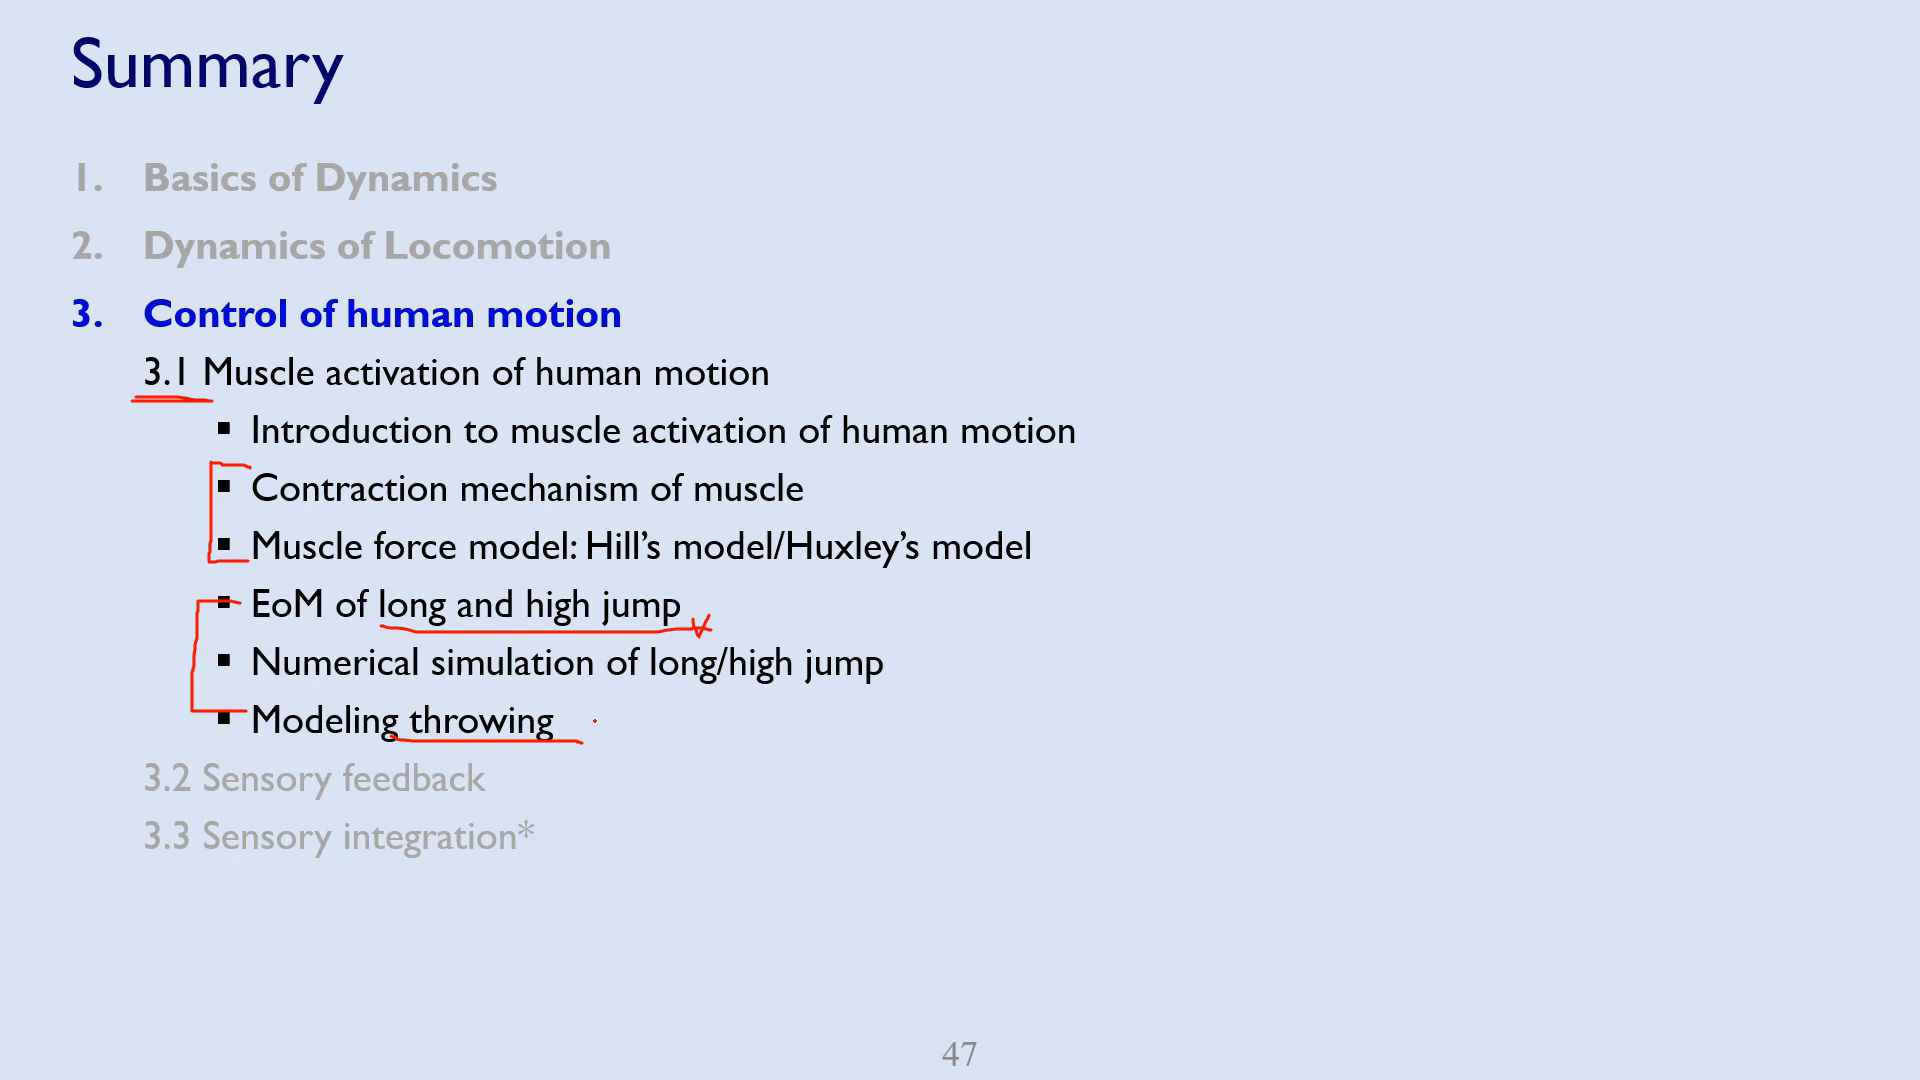 Summary
1. Basics of Dynamics
2. Dynamics of Locomotion
3. Control of human motion
3.1 Muscle activation of human motion
▪ Introduction to muscle activation of human motion
▪ Contraction mechanism of muscle
▪ Muscle force model: Hill’s model/Huxley’s model
▪ EoM of long and high jump
▪ Numerical simulation of long/high jump
▪ Modeling throwing
3.2 Sensory feedback
3.3 Sensory integration*
47